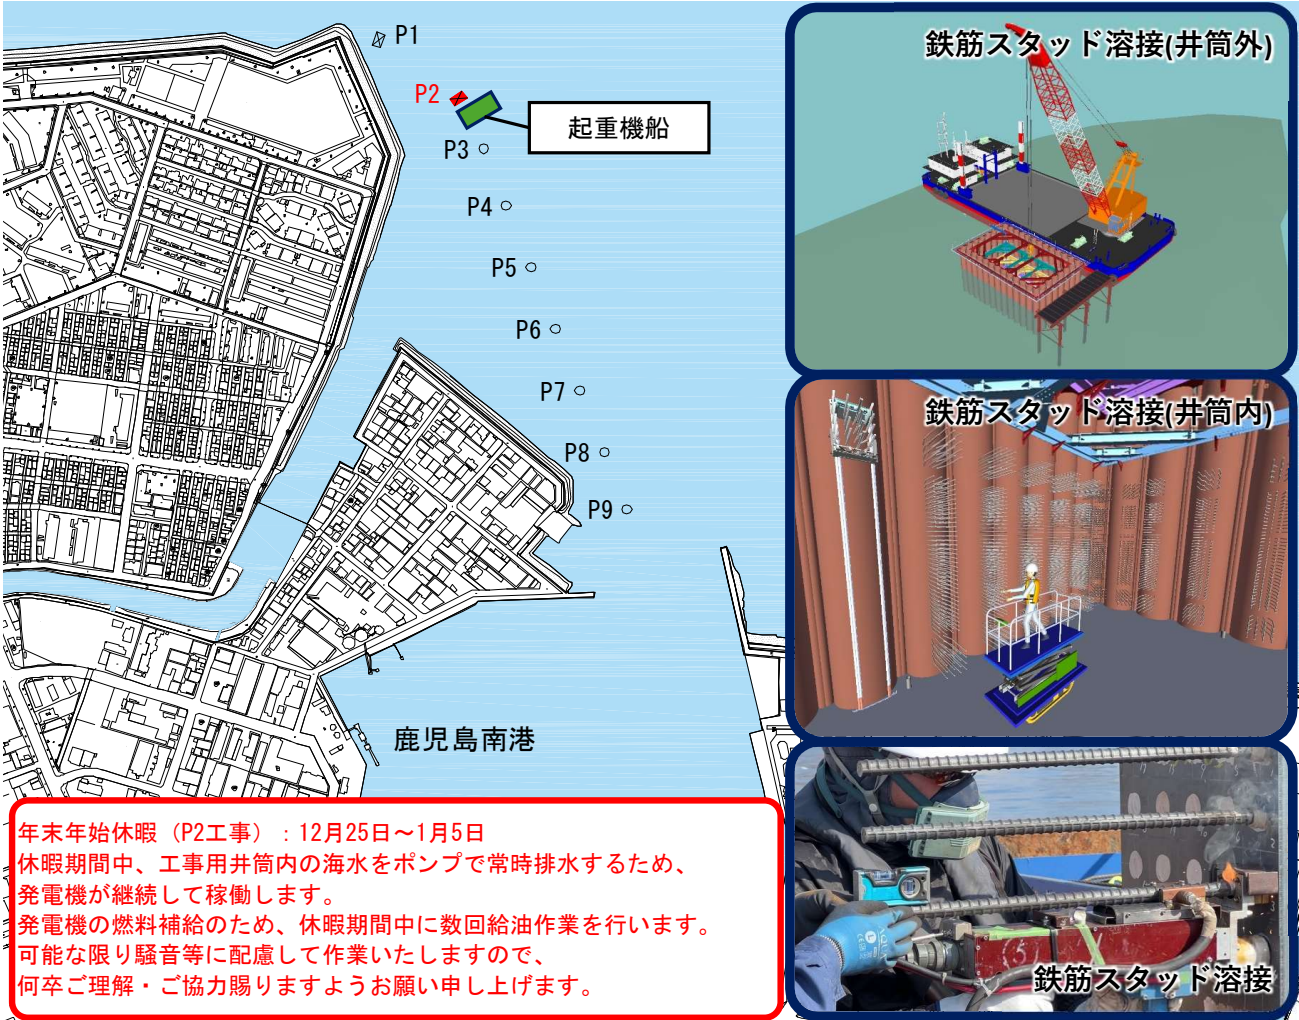 P1
P2
起重機船
P3
P4
P5
P6
P7
P8
P9
鹿児島南港
年末年始休暇（P2工事）：12月25日～1月5日
休暇期間中、工事用井筒内の海水をポンプで常時排水するため、
発電機が継続して稼働します。
発電機の燃料補給のため、休暇期間中に数回給油作業を行います。
可能な限り騒音等に配慮して作業いたしますので、
何卒ご理解・ご協力賜りますようお願い申し上げます。
鉄筋スタッド溶接(井筒外)
鉄筋スタッド溶接(井筒内)
鉄筋スタッド溶接